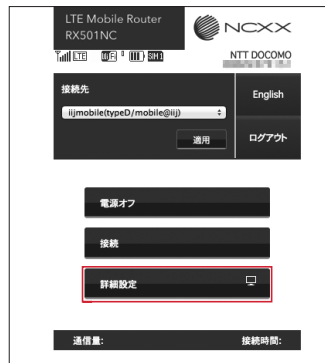 LTE Mobile Router
RX501NC
NCXX
LTE SIM1
NTT DOCOMO
接続先
English
iijmobile(typeD/mobile@iij)
適用
ログアウト
電源オフ
接続
詳細設定
通信量:
接続時間: